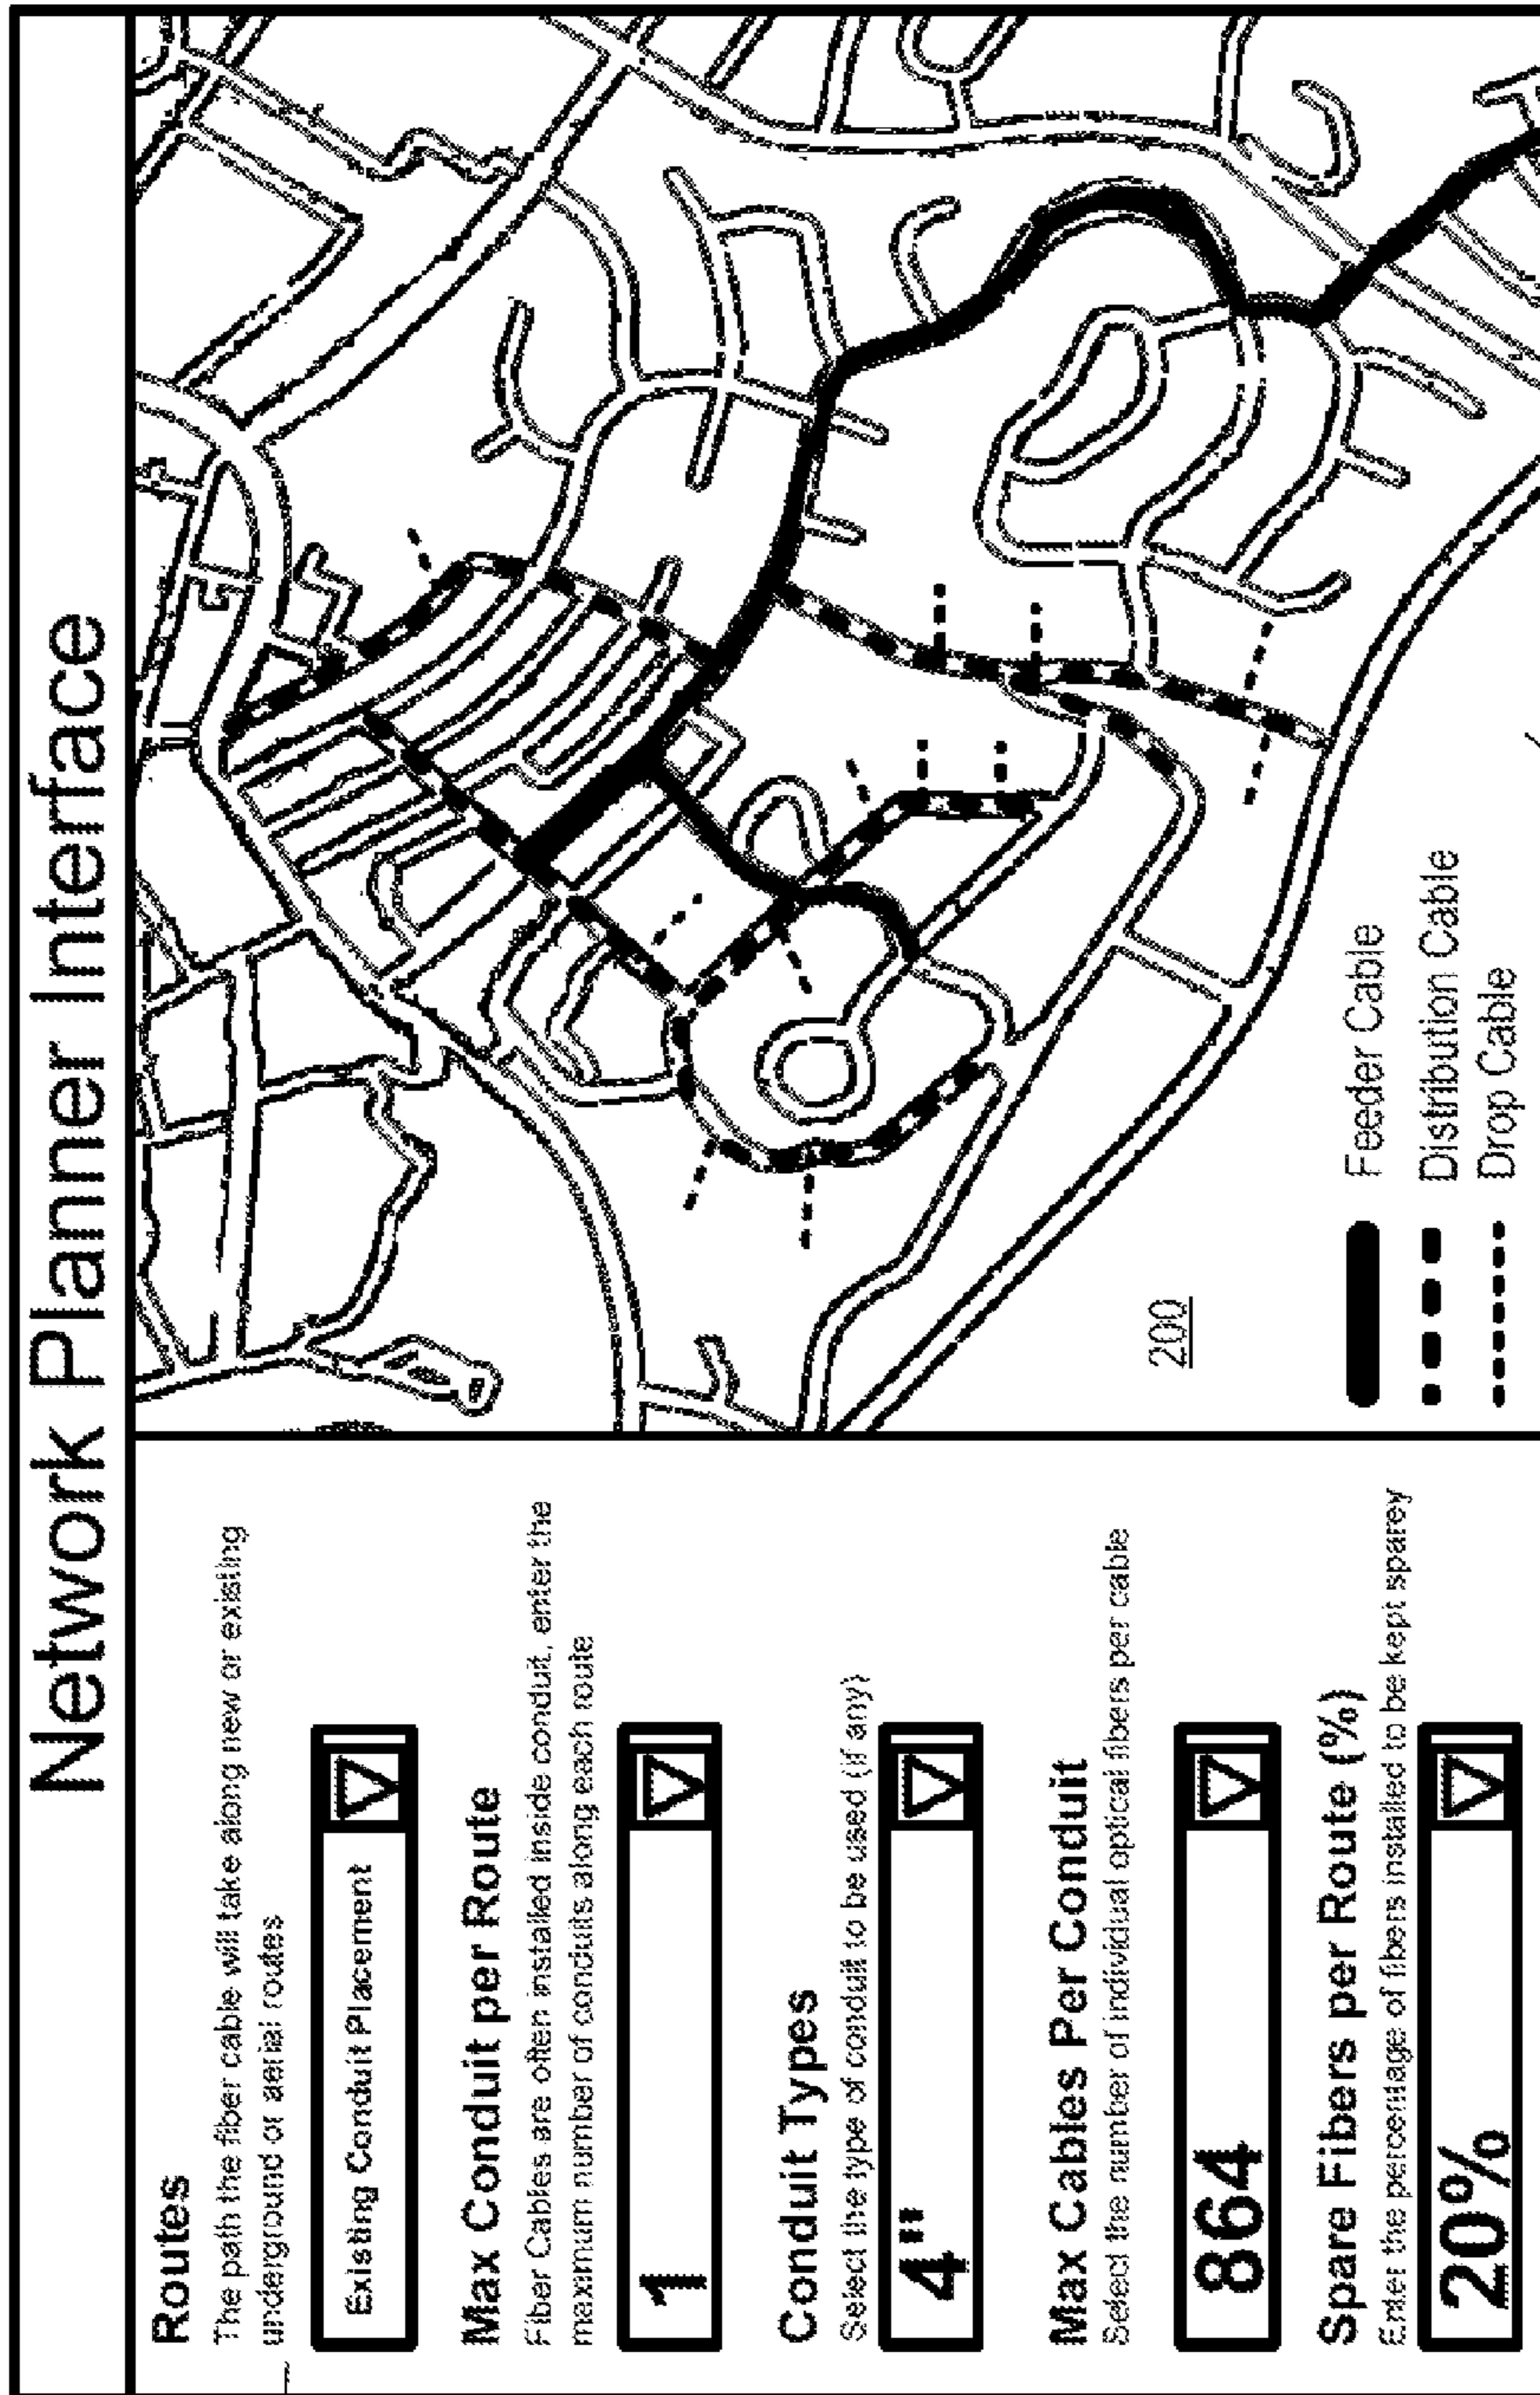 Network Planner Interface
Routes
The path the fiber cable will take along new or existing
underground or aerial routes
Existing Conduit Placement
Max Conduit per Route
Fiber Cables are often installed inside conduit, enter the
maximum number of conduits along each route
1
Conduit Types
Select the type of conduit to be used (if any)
4"
Max Cables Per Conduit
Select the number of individual optical fibers per cable
864
Spare Fibers per Route (%)
Enter the percentage of fibers installed to be kept sparey
20%
200
Feeder Cable
Distribution Cable
Drop Cable